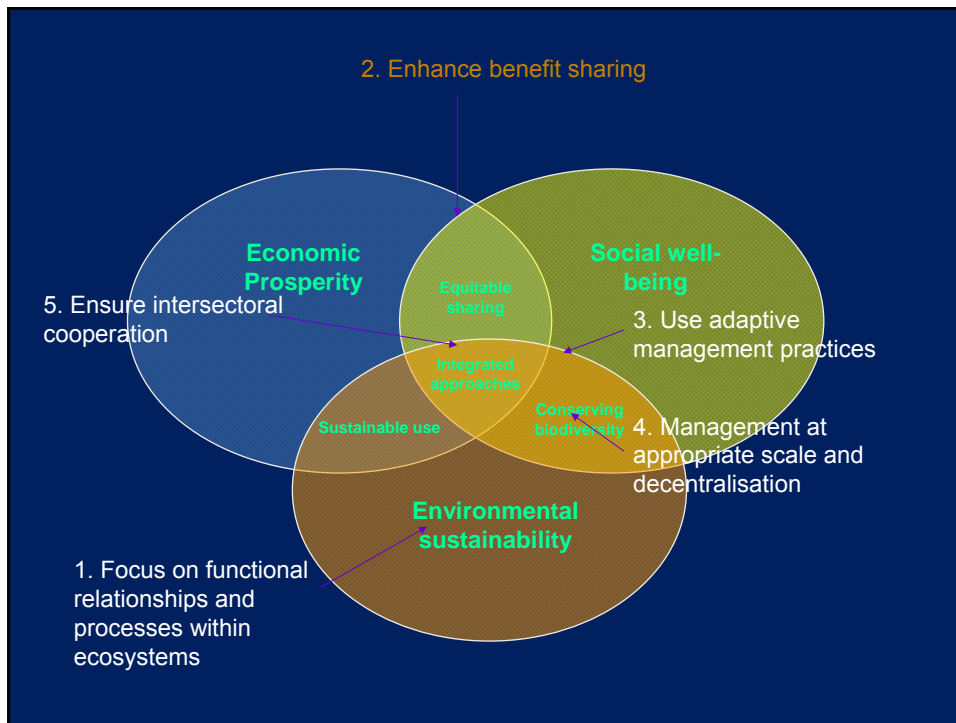 2. Enhance benefit sharing
Economic
Prosperity
Social well-
being
Equitable
sharing
5. Ensure intersectoral
cooperation
3. Use adaptive
management practices
Integrated
approaches
Sustainable use
Conserving
biodiversity
4. Management at
appropriate scale and
decentralisation
Environmental
sustainability
1. Focus on functional
relationships and
processes within
ecosystems